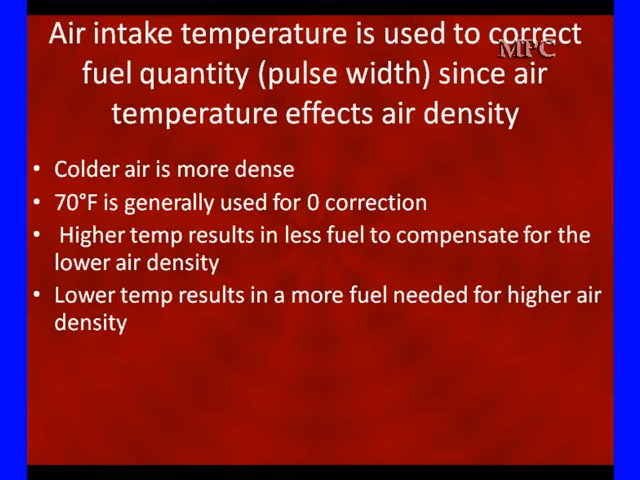 Air intake temperature is used to correct
MPC
fuel quantity (pulse width) since air
temperature effects air density
• Colder air is more dense
• 70°F is generally used for 0 correction
• Higher temp results in less fuel to compensate for the
lower air density
• Lower temp results in a more fuel needed for higher air
density